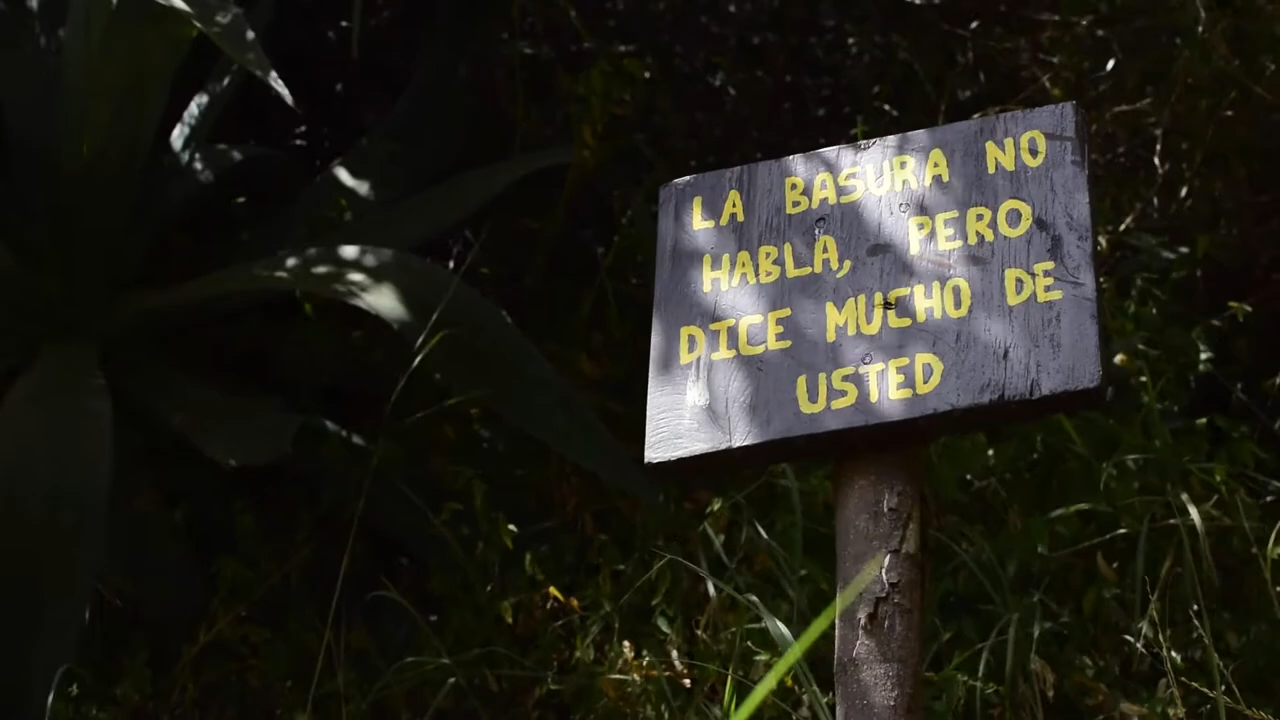 LA BASURA NO
HABLA, PERO
DICE MUCHO DE
USTED